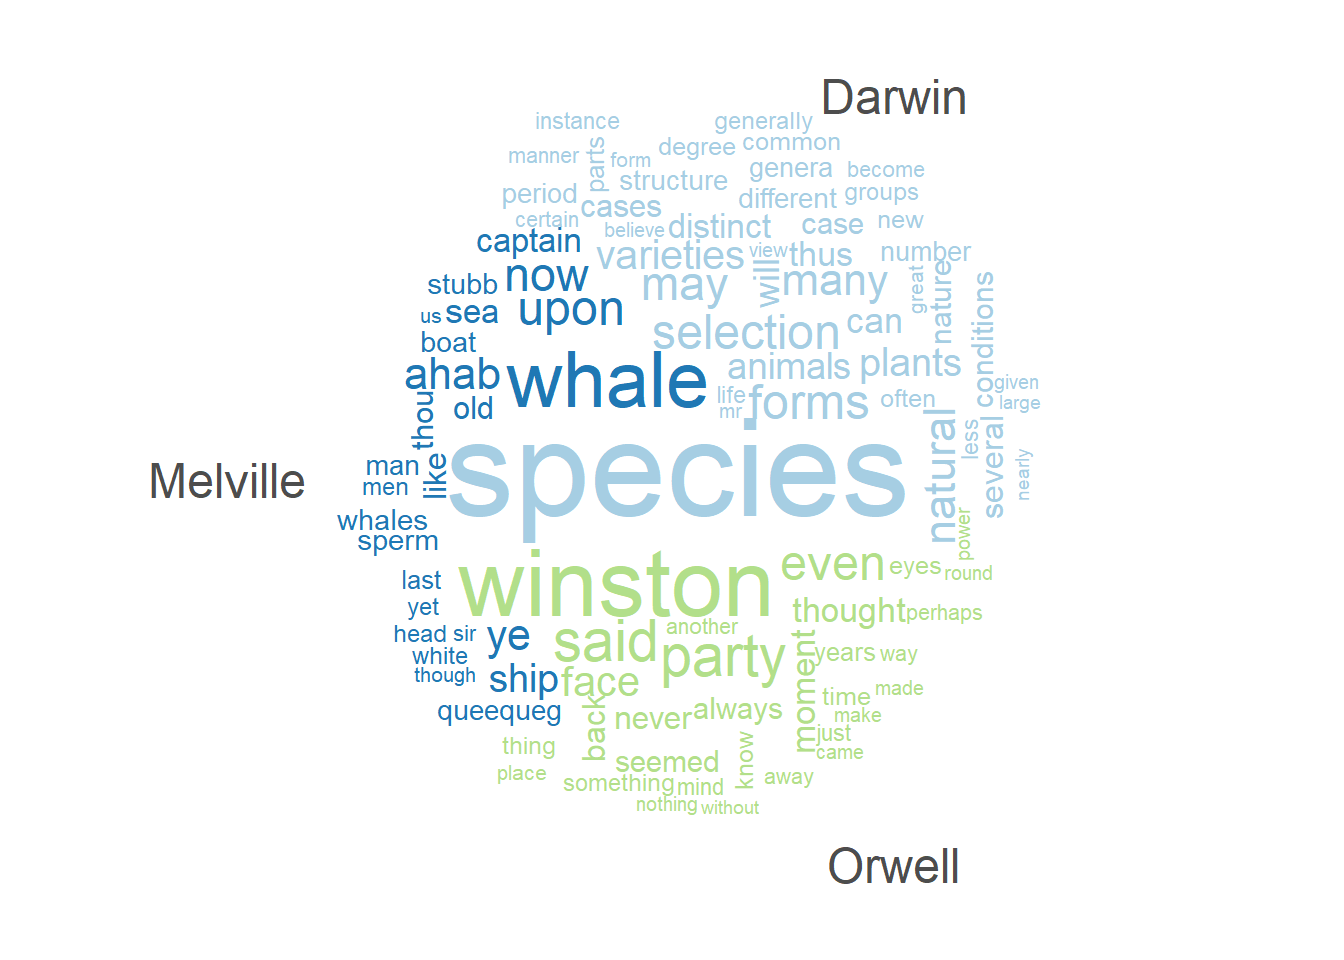 Darwin
instance
generally
manner
parts
form
degree
common
structure
genera
become
period
cases
different
groups
certain
believe
distinct
case
new
captain
varieties
view
thus
number
stubb
now
may
will
many
great
nature
conditions
us
sea
upon
selection
can
boat
ahab
whale
animals
plants
given
old
life
mr
forms
often
large
thou
Melville
man
men
like
species
natural
less
several
nearly
whales
sperm
power
last
winston
even
eyes
round
yet
thought
perhaps
head
sir
ye
said
another
party
moment
years
way
white
though
ship
face
time
made
queequeg
back
never
always
make
just
came
thing
place
seemed
know
something
mind
away
nothing
without
Orwell